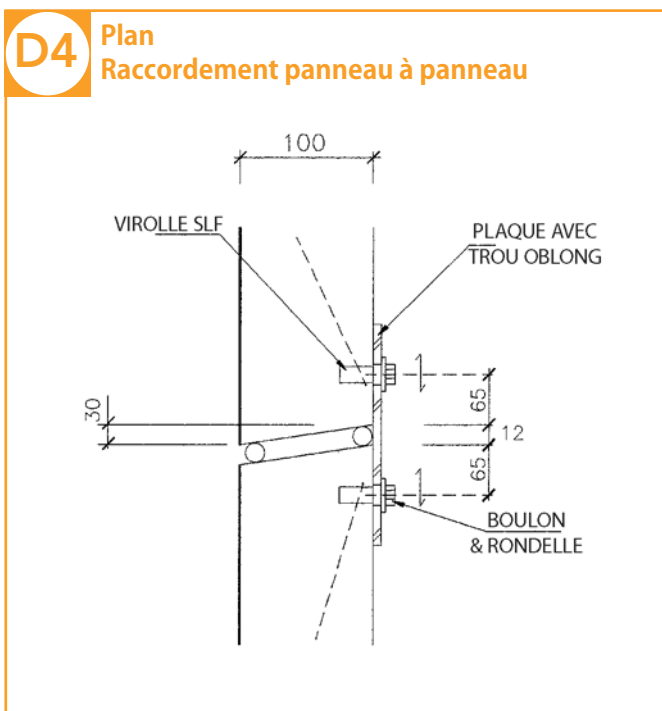 D4
Plan
Raccordement panneau à panneau
100
VIROLLE SLF
PLAQUE AVEC
TROU OBLONG
30
65
12
65
BOULON
& RONDELLE